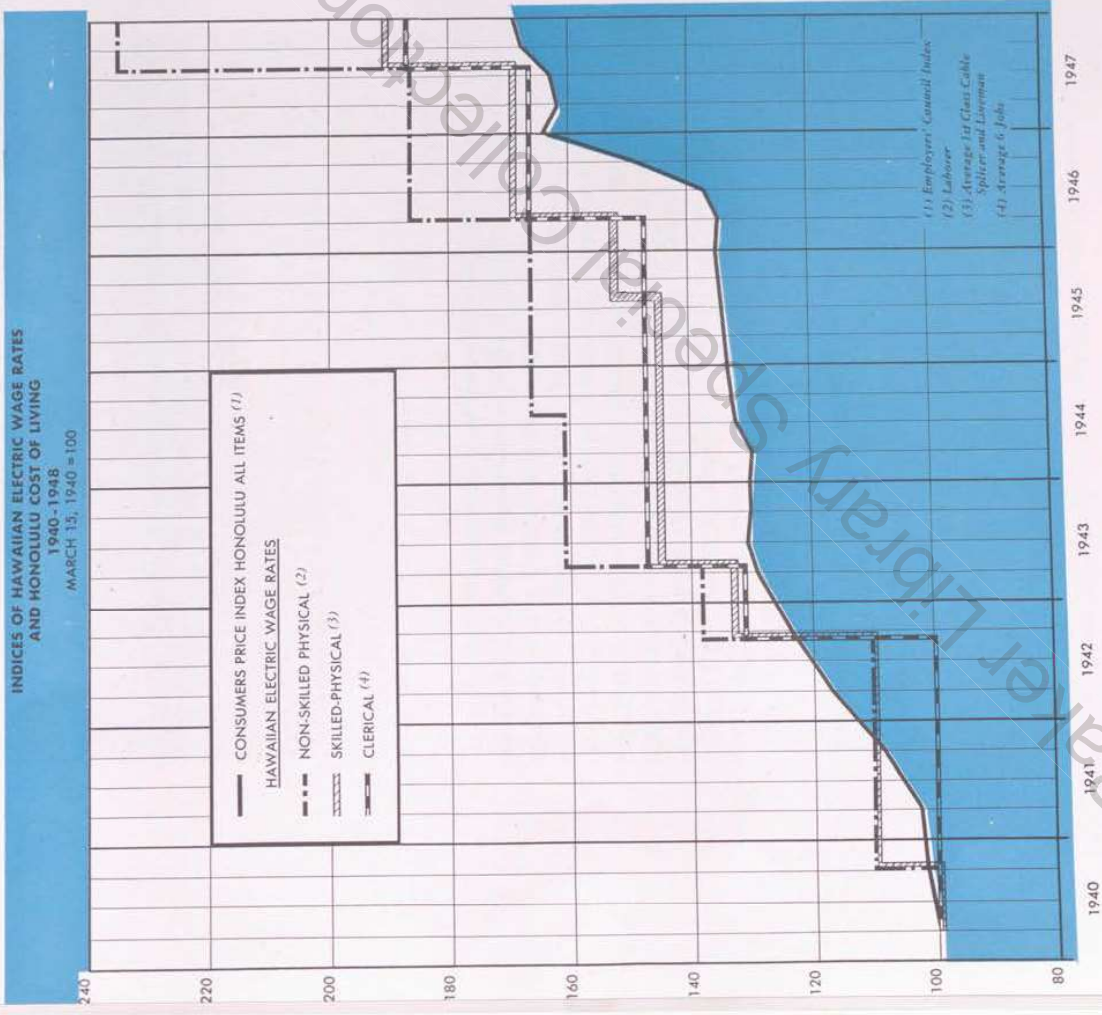 INDICES OF HAWAIIAN ELECTRIC WAGE RATES
AND HONOLULU COST OF LIVING
1940-1948
MARCH 15, 1940 = 100
CONSUMERS PRICE INDEX HONOLULU ALL ITEMS (1)
HAWAIIAN ELECTRIC WAGE RATES
NON-SKILLED PHYSICAL (2)
SKILLED-PHYSICAL (3)
CLERICAL (4)
240
220
200
180
160
140
120
100
80
1940
1941
1942
1943
1944
1945
1946
1947
(1) Employers' Council Index
(2) Laborer
(3) Average 1st Class Cable
Splicer and Lineman
(4) Average 6 Jobs
Library Special Collectio